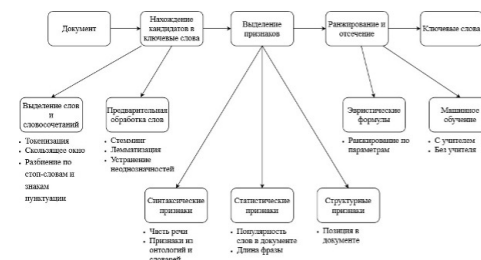 Документ
Нахождение
кандидатов в
ключевые слова
Выделение
признаков
Ранжирование и
отсечение
Ключевые слова
Выделение слов
и
словосочетаний
• Токенизация
• Скользящее окно
• Разбиение по
стоп-словам и
знакам
пунктуации
Предварительная
обработка слов
• Стемминг
• Лемматизация
• Устранение
неоднозначностей
Эвристические
формулы
• Ранжирование по
параметрам
Машинное
обучение
• С учителем
• Без учителя
Синтаксические
признаки
• Часть речи
• Признаки из
онтологий и
словарей
Статистические
признаки
• Популярность
слов в документе
• Длина фразы
Структурные
признаки
• Позиция в
документе